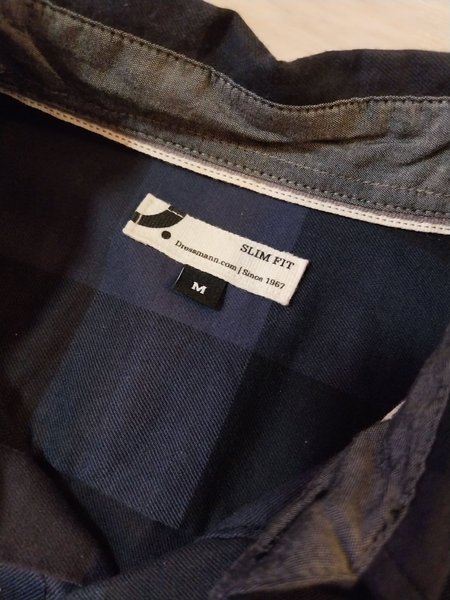 SLIM FIT
Dressmann.com | Since 1967
M